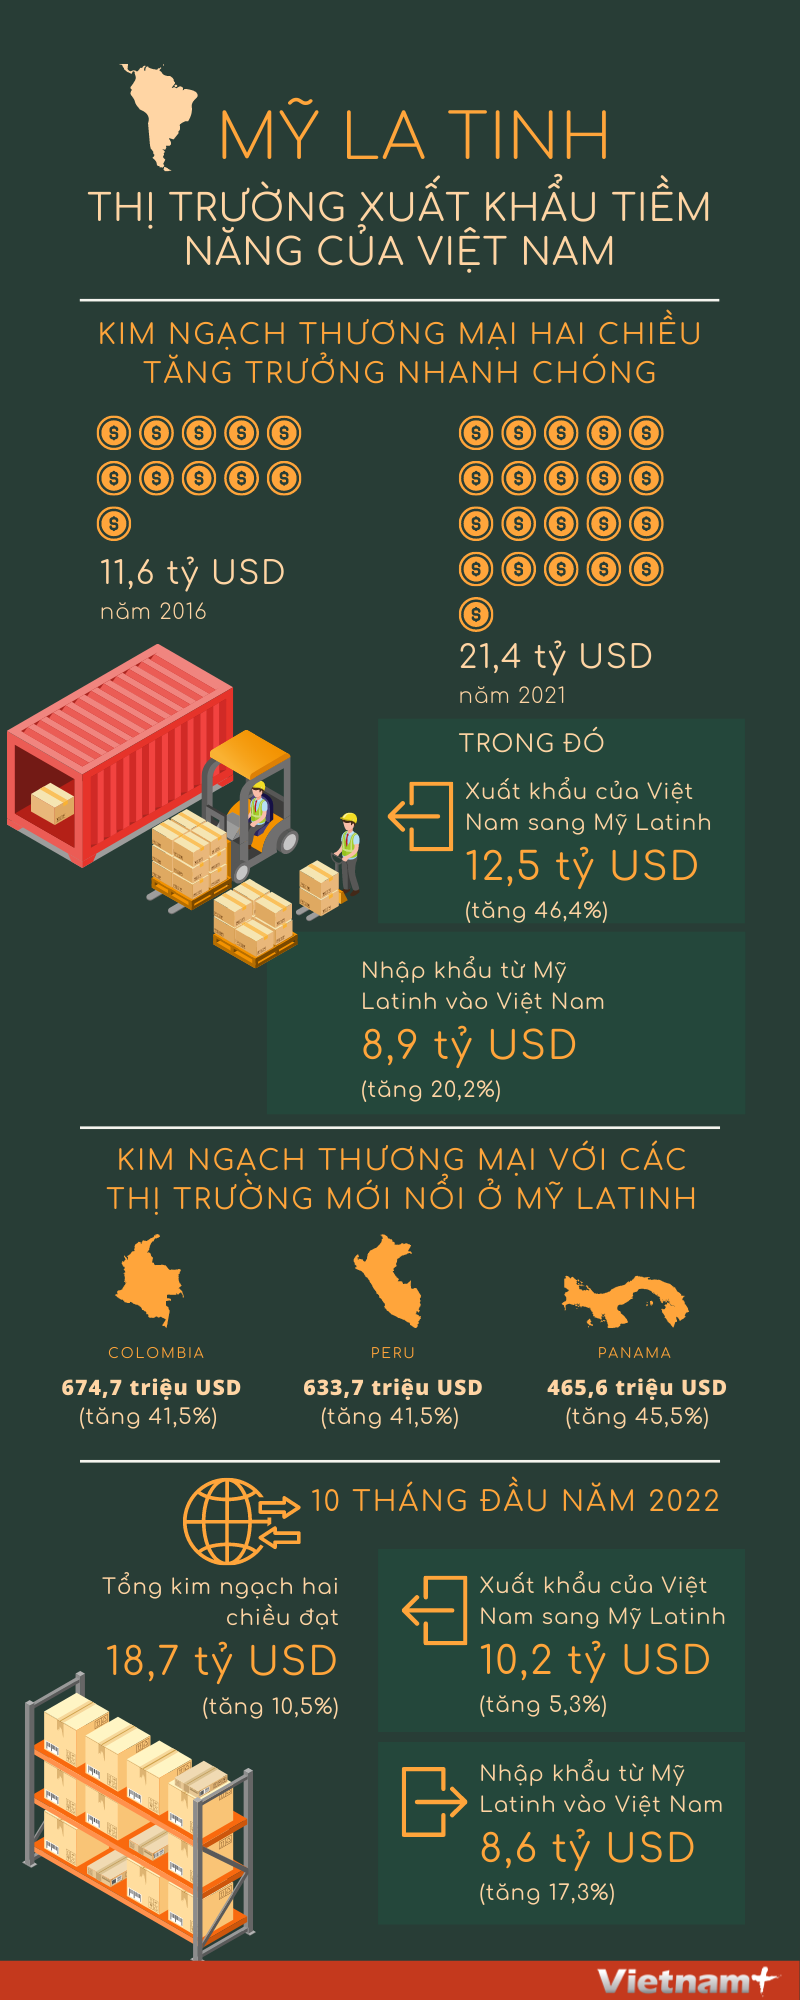 MỸ LA TINH
THỊ TRƯỜNG XUẤT KHẨU TIỀM
NĂNG CỦA VIỆT NAM
KIM NGẠCH THƯƠNG MẠI HAI CHIỀU
TĂNG TRƯỞNG NHANH CHÓNG
11,6 tỷ USD
năm 2016
21,4 tỷ USD
năm 2021
TRONG ĐÓ
Xuất khẩu của Việt
Nam sang Mỹ Latinh
12,5 tỷ USD
(tăng 46,4%)
Nhập khẩu từ Mỹ
Latinh vào Việt Nam
8,9 tỷ USD
(tăng 20,2%)
KIM NGẠCH THƯƠNG MẠI VỚI CÁC
THỊ TRƯỜNG MỚI NỔI Ở MỸ LATINH
COLOMBIA
674,7 triệu USD
(tăng 41,5%)
PERU
633,7 triệu USD
(tăng 41,5%)
PANAMA
465,6 triệu USD
(tăng 45,5%)
10 THÁNG ĐẦU NĂM 2022
Tổng kim ngạch hai
chiều đạt
18,7 tỷ USD
(tăng 10,5%)
Xuất khẩu của Việt
Nam sang Mỹ Latinh
10,2 tỷ USD
(tăng 5,3%)
Nhập khẩu từ Mỹ
Latinh vào Việt Nam
8,6 tỷ USD
(tăng 17,3%)
Vietnam+